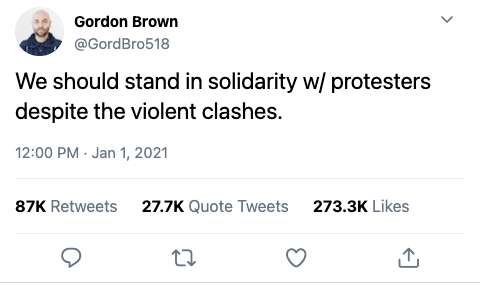 Gordon Brown
@GordBro518
We should stand in solidarity w/ protesters
despite the violent clashes.
12:00 PM · Jan 1, 2021
87K Retweets 27.7K Quote Tweets 273.3K Likes